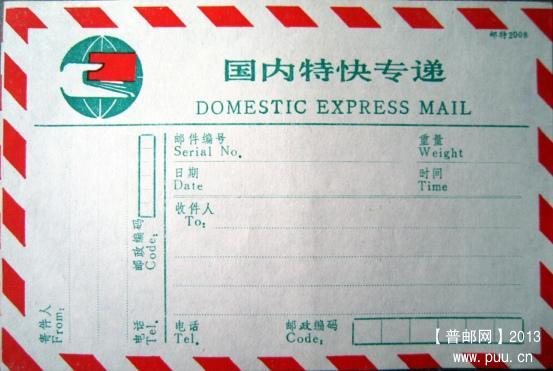 邮特2008
国内特快专递
DOMESTIC EXPRESS MAIL
邮件编号
Serial No.
重量
Weight
日期
Date
时间
Time
收件人
To:
电话
Tel.
邮政编码
Code:
寄件人
From:
邮政编码
Code:
电话
Tel.
【普邮网】2013
www.puu.cn